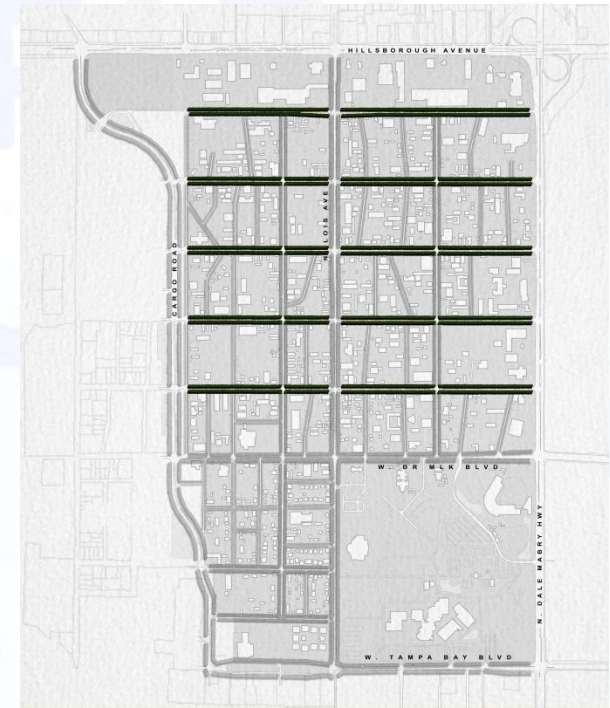 HILLSBOROUGH AVENUE
N. LOIS AVE
CARGO ROAD
W. DR MLK BLVD
N. DALE MABRY HWY
W. TAMPA BAY BLVD